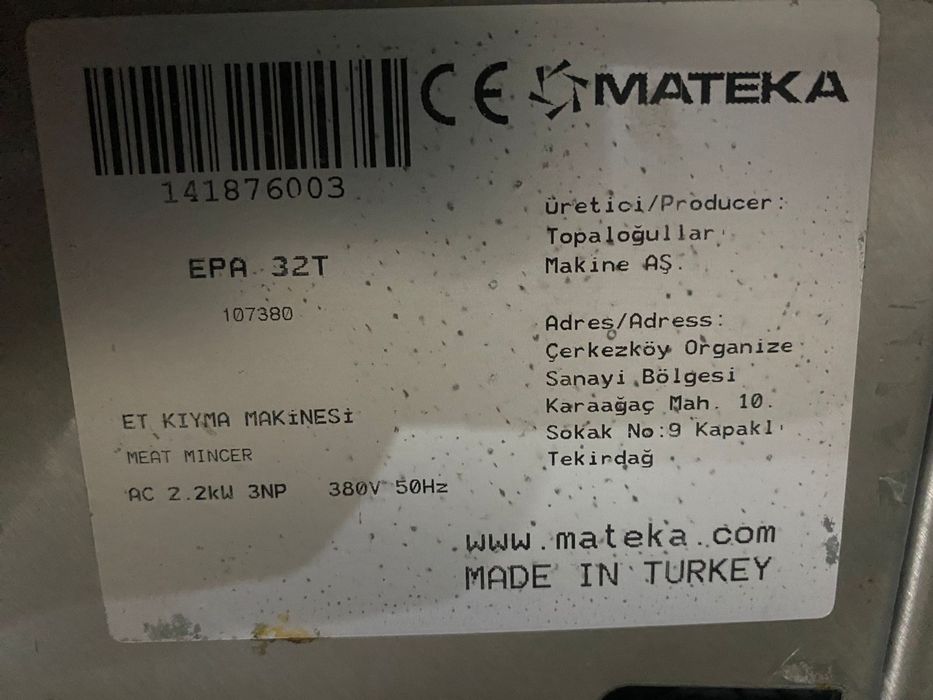 CE MATEKA
141876003
EPA 32T
107380
ET KIYMA MAKİNESİ
MEAT MINCER
AC 2.2kW 3NP 380V 50Hz
Üretici/Producer:
Topaloğullar
Makine AŞ.
Adres/Adress:
Çerkezköy Organize
Sanayi Bölgesi
Karaağaç Mah. 10.
Sokak No:9 Kapaklı
Tekirdağ
www.mateka.com
MADE IN TURKEY